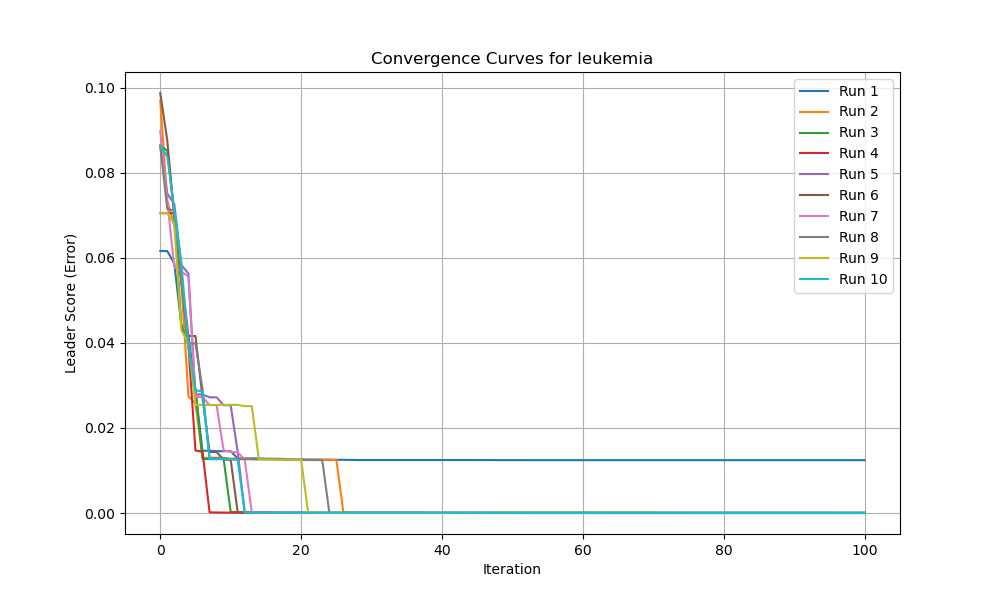 Convergence Curves for leukemia
Leader Score (Error)
0.10
0.08
0.06
0.04
0.02
0.00
0 20 40 60 80 100
Iteration
Run 1
Run 2
Run 3
Run 4
Run 5
Run 6
Run 7
Run 8
Run 9
Run 10